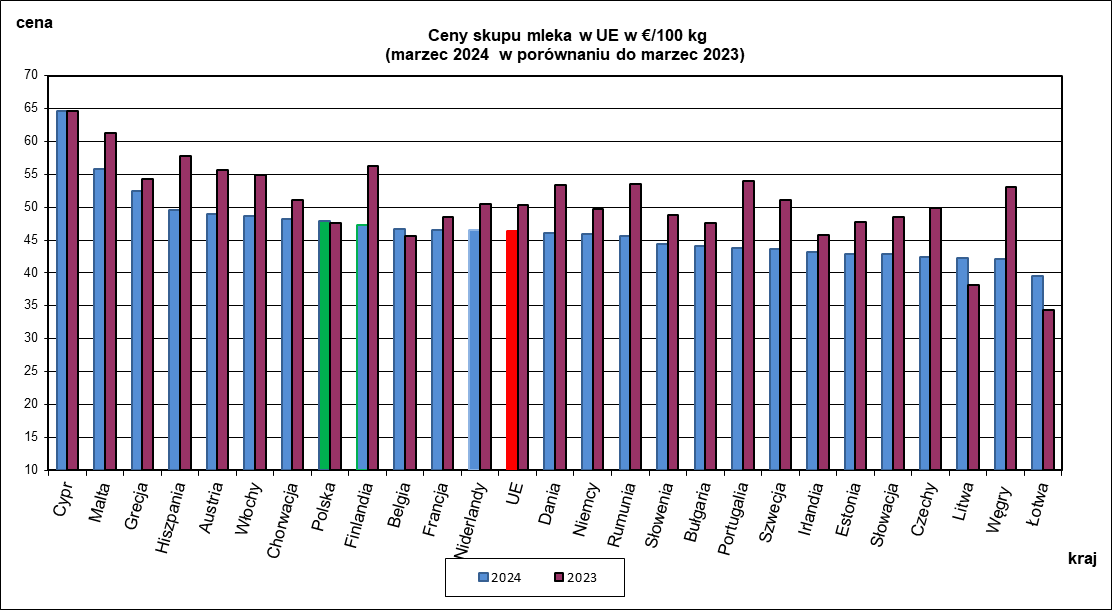 cena
Ceny skupu mleka w UE w €/100 kg
(marzec 2024 w porównaniu do marzec 2023)
70
65
60
55
50
45
40
35
30
25
20
15
10
Cypr
Malta
Grecja
Hiszpania
Austria
Włochy
Chorwacja
Polska
Finlandia
Belgia
Francja
Niderlandy
UE
Dania
Niemcy
Rumunia
Słowenia
Bułgaria
Portugalia
Szwecja
Irlandia
Estonia
Słowacja
Czechy
Litwa
Węgry
Łotwa
kraj
2024 2023